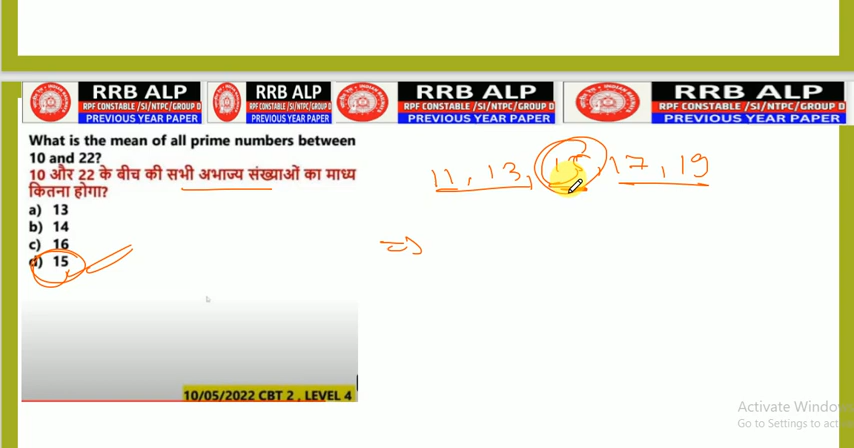 RRB ALP
RPF CONSTABLE /SI/NTPC/GROUP D
PREVIOUS YEAR PAPER
RRB ALP
RPF CONSTABLE /SI/NTPC/GROUP D
PREVIOUS YEAR PAPER
RRB ALP
RPF CONSTABLE /SI/NTPC/GROUP D
PREVIOUS YEAR PAPER
RRB ALP
RPF CONSTABLE /SI/NTPC/GROUP D
PREVIOUS YEAR PAPER
What is the mean of all prime numbers between
10 and 22?
10 और 22 के बीच की सभी अभाज्य संख्याओं का माध्य
कितना होगा?
a) 13
b) 14
c) 16
d) 15
11, 13, 15, 17, 19
=>
10/05/2022 CBT 2 , LEVEL 4
Activate Windows
Go to Settings to acti